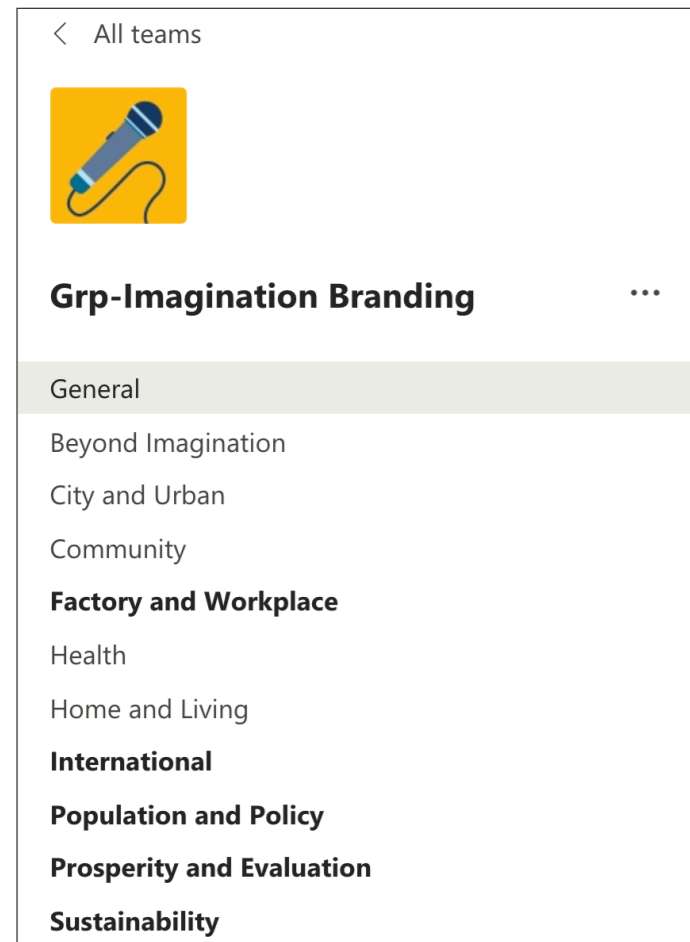 All teams
Grp-Imagination Branding
General
Beyond Imagination
City and Urban
Community
Factory and Workplace
Health
Home and Living
International
Population and Policy
Prosperity and Evaluation
Sustainability